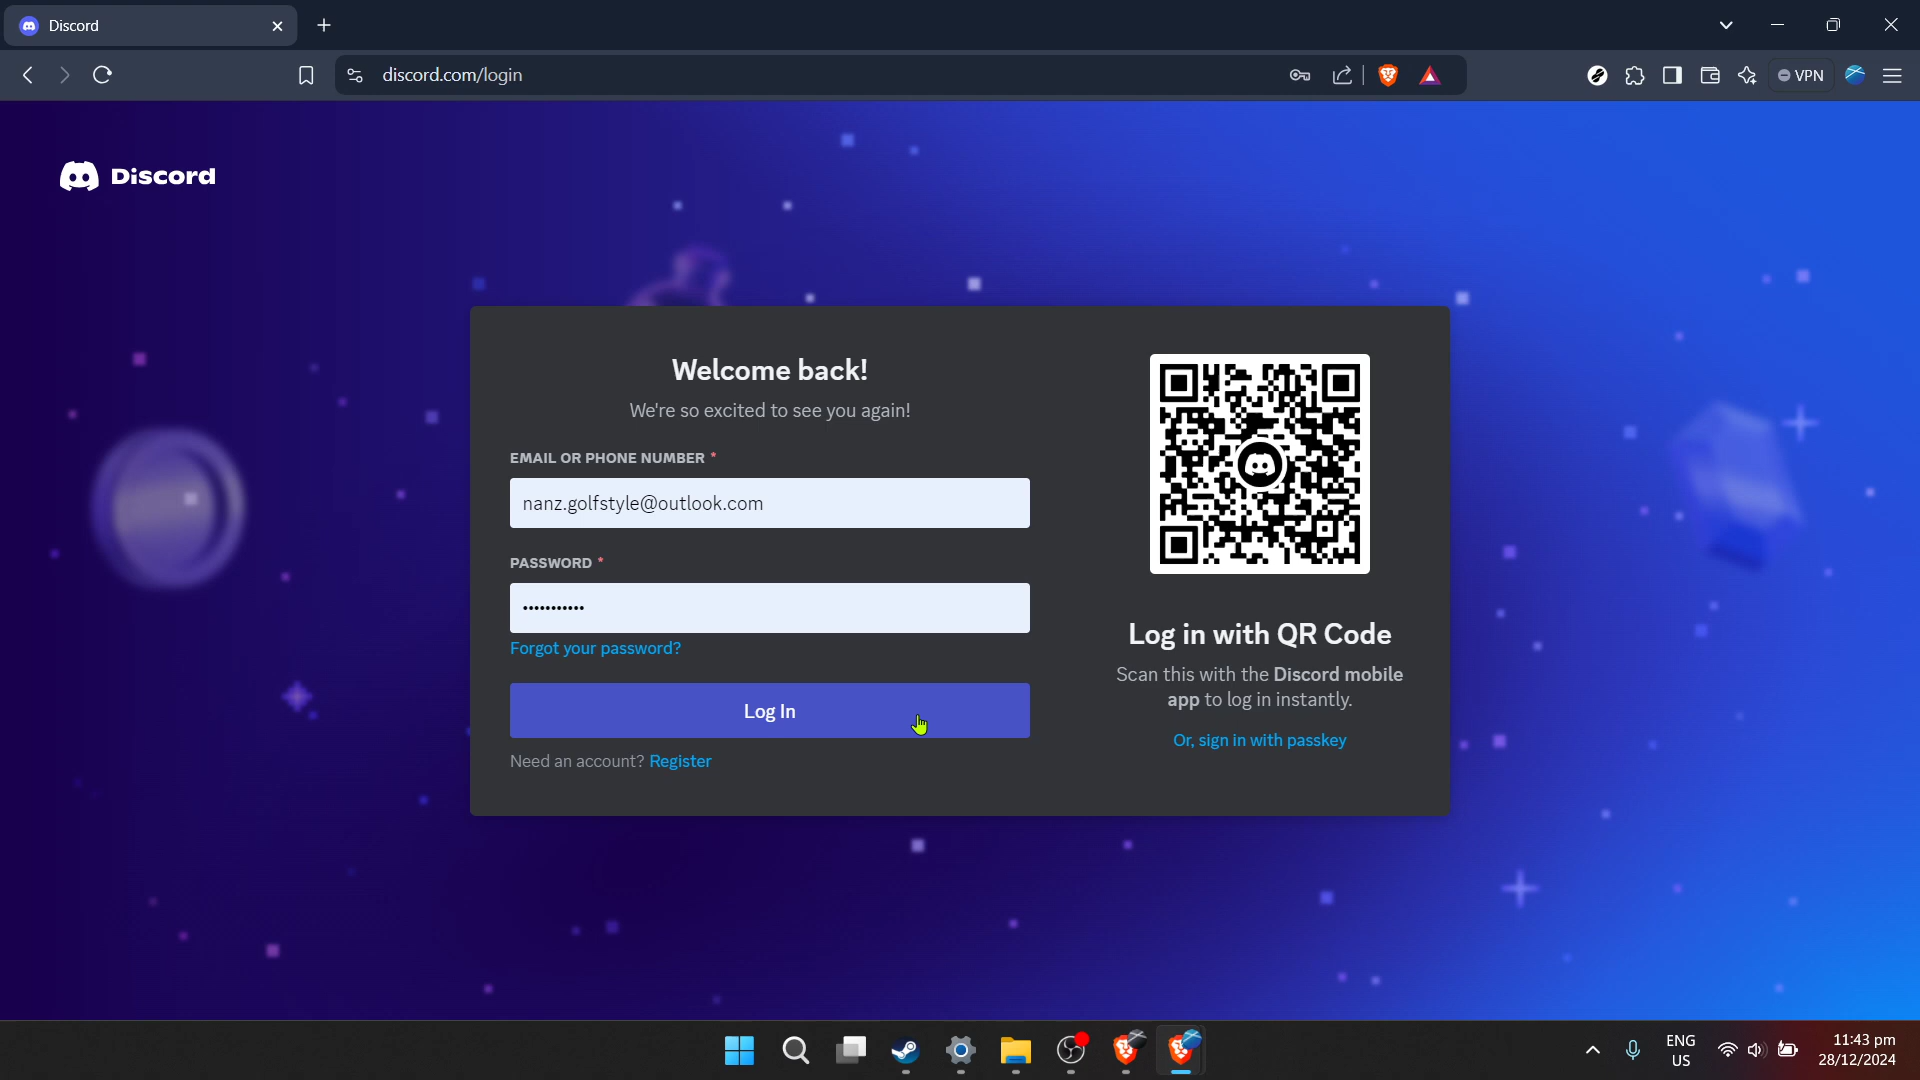 Discord
discord.com/login
VPN
Discord
Welcome back!
We're so excited to see you again!
EMAIL OR PHONE NUMBER *
nanz.golfstyle@outlook.com
PASSWORD *
•••••••••••
Forgot your password?
Log In
Need an account? Register
Log in with QR Code
Scan this with the Discord mobile
app to log in instantly.
Or, sign in with passkey
ENG
US
11:43 pm
28/12/2024